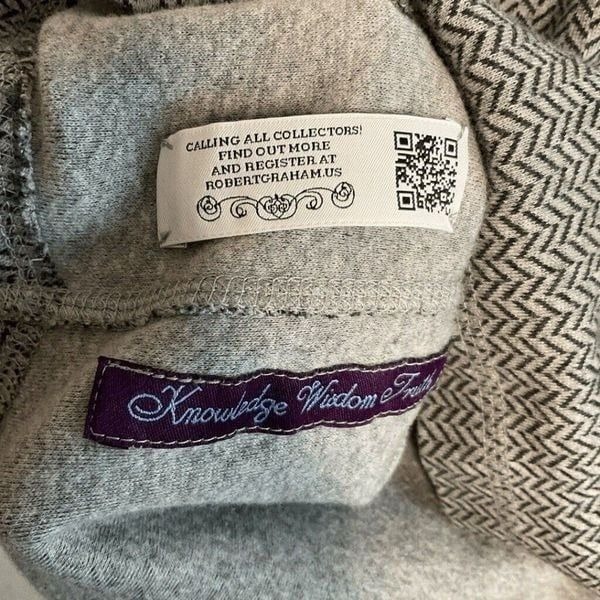 CALLING ALL COLLECTORS!
FIND OUT MORE
AND REGISTER AT
ROBERTGRAHAM.US
Knowledge Wisdom Truth